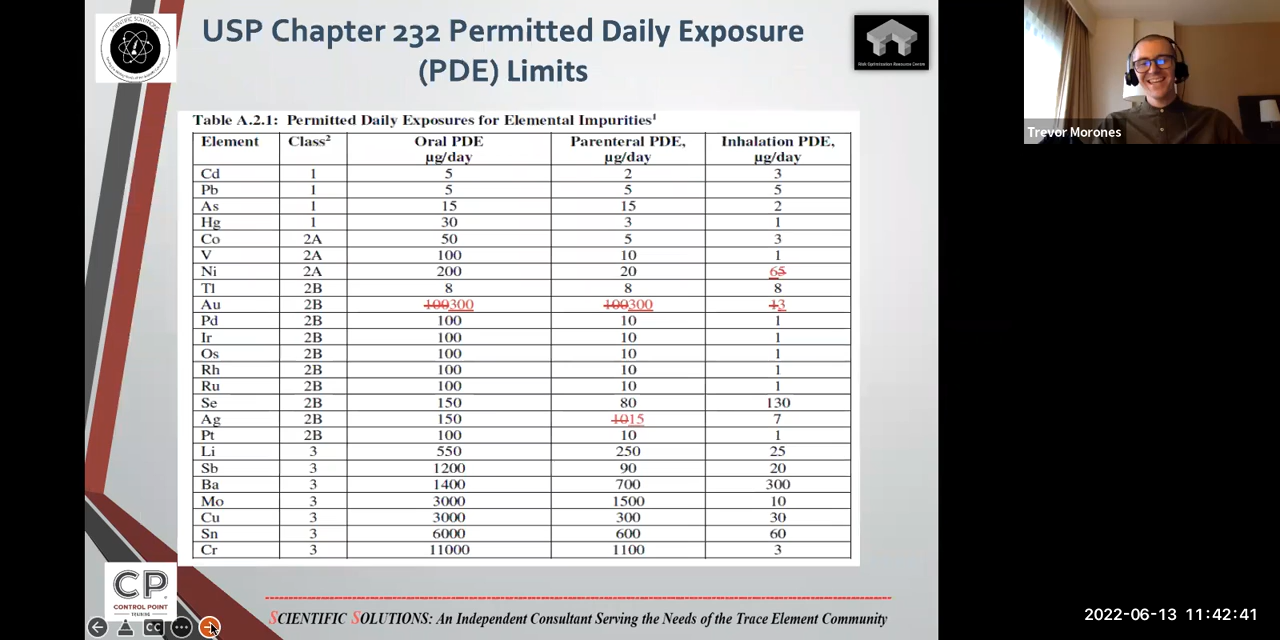 USP Chapter 232 Permitted Daily Exposure
(PDE) Limits
SCIENTIFIC SOLUTIONS
Risk Optimization Resource Centre
Trevor Morones
Table A.2.1: Permitted Daily Exposures for Elemental Impurities¹
Element Class² Oral PDE µg/day Parenteral PDE, µg/day Inhalation PDE, µg/day
Cd 1 5 2 3
Pb 1 5 5 5
As 1 15 15 2
Hg 1 30 3 1
Co 2A 50 5 3
V 2A 100 10 1
Ni 2A 200 20 65
Tl 2B 8 8 8
Au 2B 100300 100300 13
Pd 2B 100 10 1
Ir 2B 100 10 1
Os 2B 100 10 1
Rh 2B 100 10 1
Ru 2B 100 10 1
Se 2B 150 80 130
Ag 2B 150 1015 7
Pt 2B 100 10 1
Li 3 550 250 25
Sb 3 1200 90 20
Ba 3 1400 700 300
Mo 3 3000 1500 10
Cu 3 3000 300 30
Sn 3 6000 600 60
Cr 3 11000 1100 3
CP
CONTROL POINT
TRAINING
SCIENTIFIC SOLUTIONS: An Independent Consultant Serving the Needs of the Trace Element Community
CC
2022-06-13 11:42:41